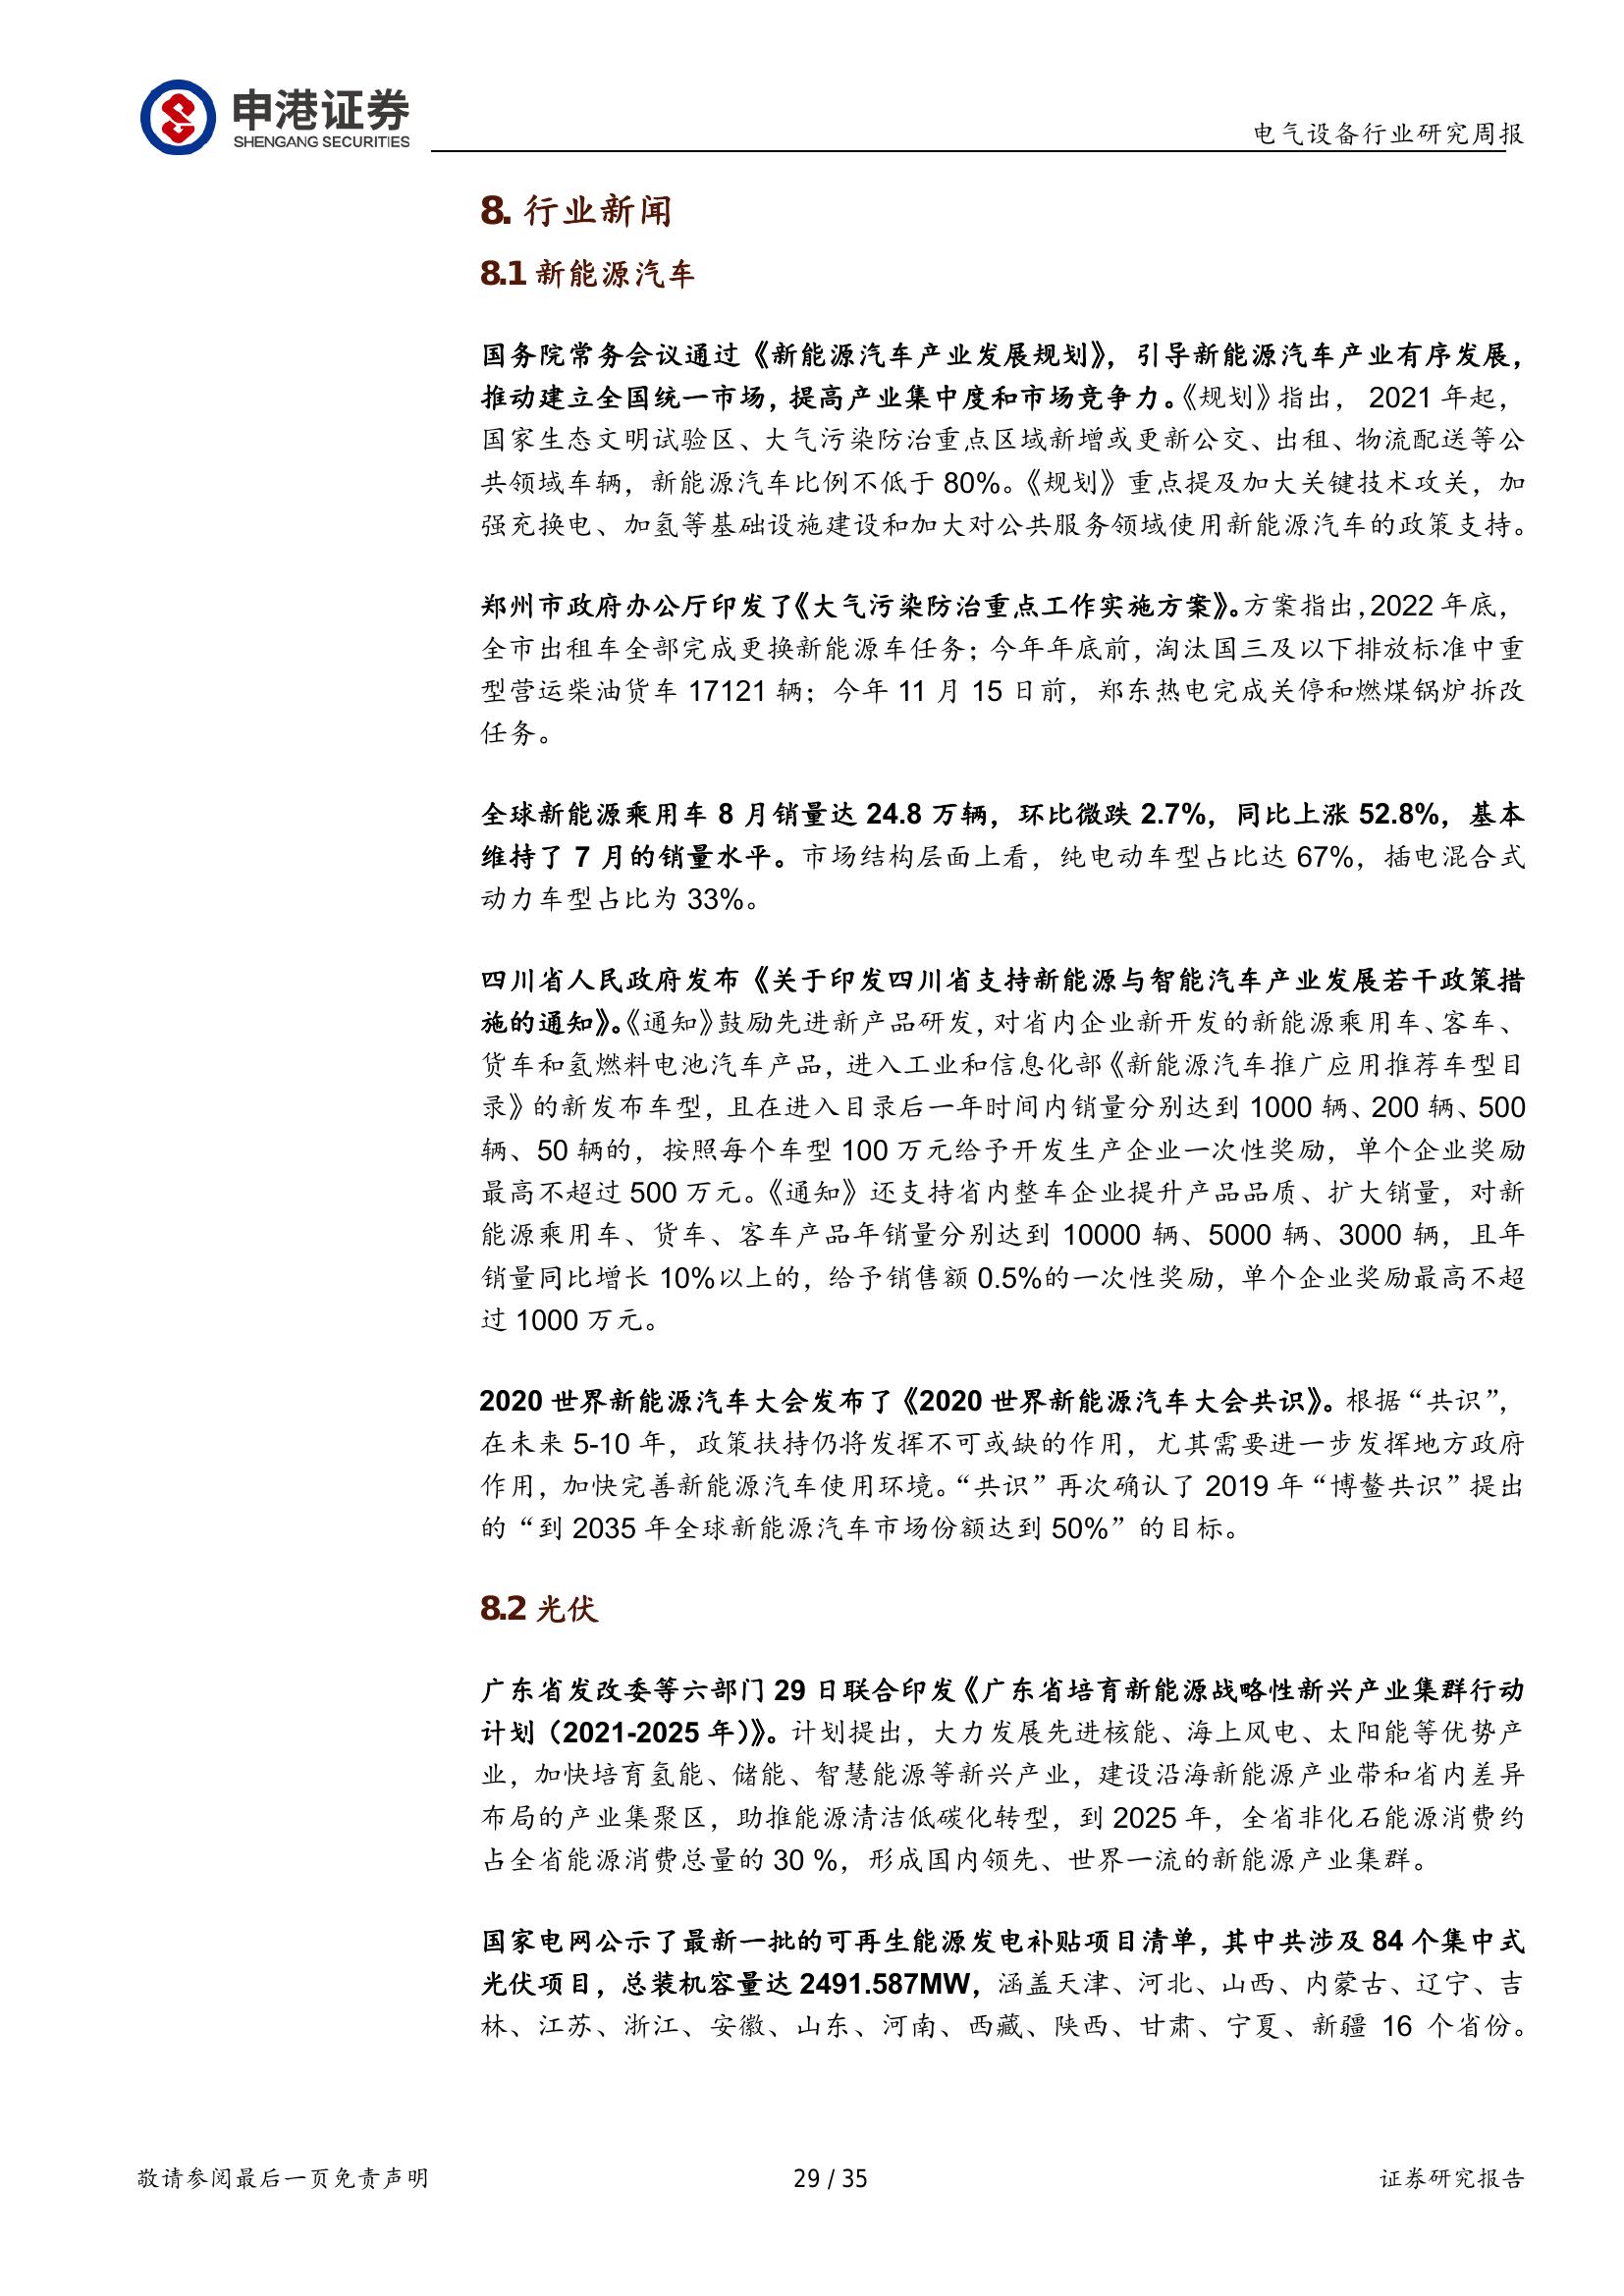 申港证券
SHENGANG SECURITIES
电气设备行业研究周报
8. 行业新闻
8.1 新能源汽车
国务院常务会议通过《新能源汽车产业发展规划》，引导新能源汽车产业有序发展，
推动建立全国统一市场，提高产业集中度和市场竞争力。《规划》指出， 2021 年起，
国家生态文明试验区、大气污染防治重点区域新增或更新公交、出租、物流配送等公
共领域车辆，新能源汽车比例不低于 80%。《规划》重点提及加大关键技术攻关，加
强充换电、加氢等基础设施建设和加大对公共服务领域使用新能源汽车的政策支持。
郑州市政府办公厅印发了《大气污染防治重点工作实施方案》。方案指出，2022 年底，
全市出租车全部完成更换新能源车任务；今年年底前，淘汰国三及以下排放标准中重
型营运柴油货车 17121 辆；今年 11 月 15 日前，郑东热电完成关停和燃煤锅炉拆改
任务。
全球新能源乘用车 8 月销量达 24.8 万辆，环比微跌 2.7%，同比上涨 52.8%，基本
维持了 7 月的销量水平。市场结构层面上看，纯电动车型占比达 67%，插电混合式
动力车型占比为 33%。
四川省人民政府发布《关于印发四川省支持新能源与智能汽车产业发展若干政策措
施的通知》。《通知》鼓励先进新产品研发，对省内企业新开发的新能源乘用车、客车、
货车和氢燃料电池汽车产品，进入工业和信息化部《新能源汽车推广应用推荐车型目
录》的新发布车型，且在进入目录后一年时间内销量分别达到 1000 辆、200 辆、500
辆、50 辆的，按照每个车型 100 万元给予开发生产企业一次性奖励，单个企业奖励
最高不超过 500 万元。《通知》还支持省内整车企业提升产品品质、扩大销量，对新
能源乘用车、货车、客车产品年销量分别达到 10000 辆、5000 辆、3000 辆，且年
销量同比增长 10%以上的，给予销售额 0.5%的一次性奖励，单个企业奖励最高不超
过 1000 万元。
2020 世界新能源汽车大会发布了《2020 世界新能源汽车大会共识》。根据“共识”，
在未来 5-10 年，政策扶持仍将发挥不可或缺的作用，尤其需要进一步发挥地方政府
作用，加快完善新能源汽车使用环境。“共识”再次确认了 2019 年“博鳌共识”提出
的“到 2035 年全球新能源汽车市场份额达到 50%”的目标。
8.2 光伏
广东省发改委等六部门 29 日联合印发《广东省培育新能源战略性新兴产业集群行动
计划（2021-2025 年）》。计划提出，大力发展先进核能、海上风电、太阳能等优势产
业，加快培育氢能、储能、智慧能源等新兴产业，建设沿海新能源产业带和省内差异
布局的产业集聚区，助推能源清洁低碳化转型，到 2025 年，全省非化石能源消费约
占全省能源消费总量的 30 %，形成国内领先、世界一流的新能源产业集群。
国家电网公示了最新一批的可再生能源发电补贴项目清单，其中共涉及 84 个集中式
光伏项目，总装机容量达 2491.587MW，涵盖天津、河北、山西、内蒙古、辽宁、吉
林、江苏、浙江、安徽、山东、河南、西藏、陕西、甘肃、宁夏、新疆 16 个省份。
敬请参阅最后一页免责声明
29 / 35
证券研究报告